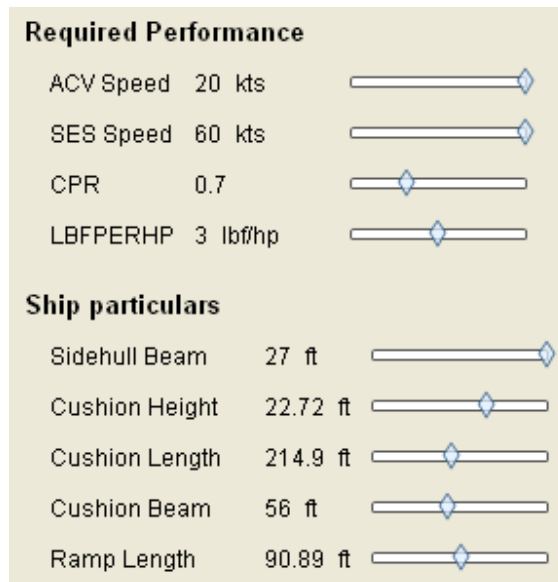 Required Performance
ACV Speed 20 kts
SES Speed 60 kts
CPR 0.7
LBFPERHP 3 lbf/hp
Ship particulars
Sidehull Beam 27 ft
Cushion Height 22.72 ft
Cushion Length 214.9 ft
Cushion Beam 56 ft
Ramp Length 90.89 ft